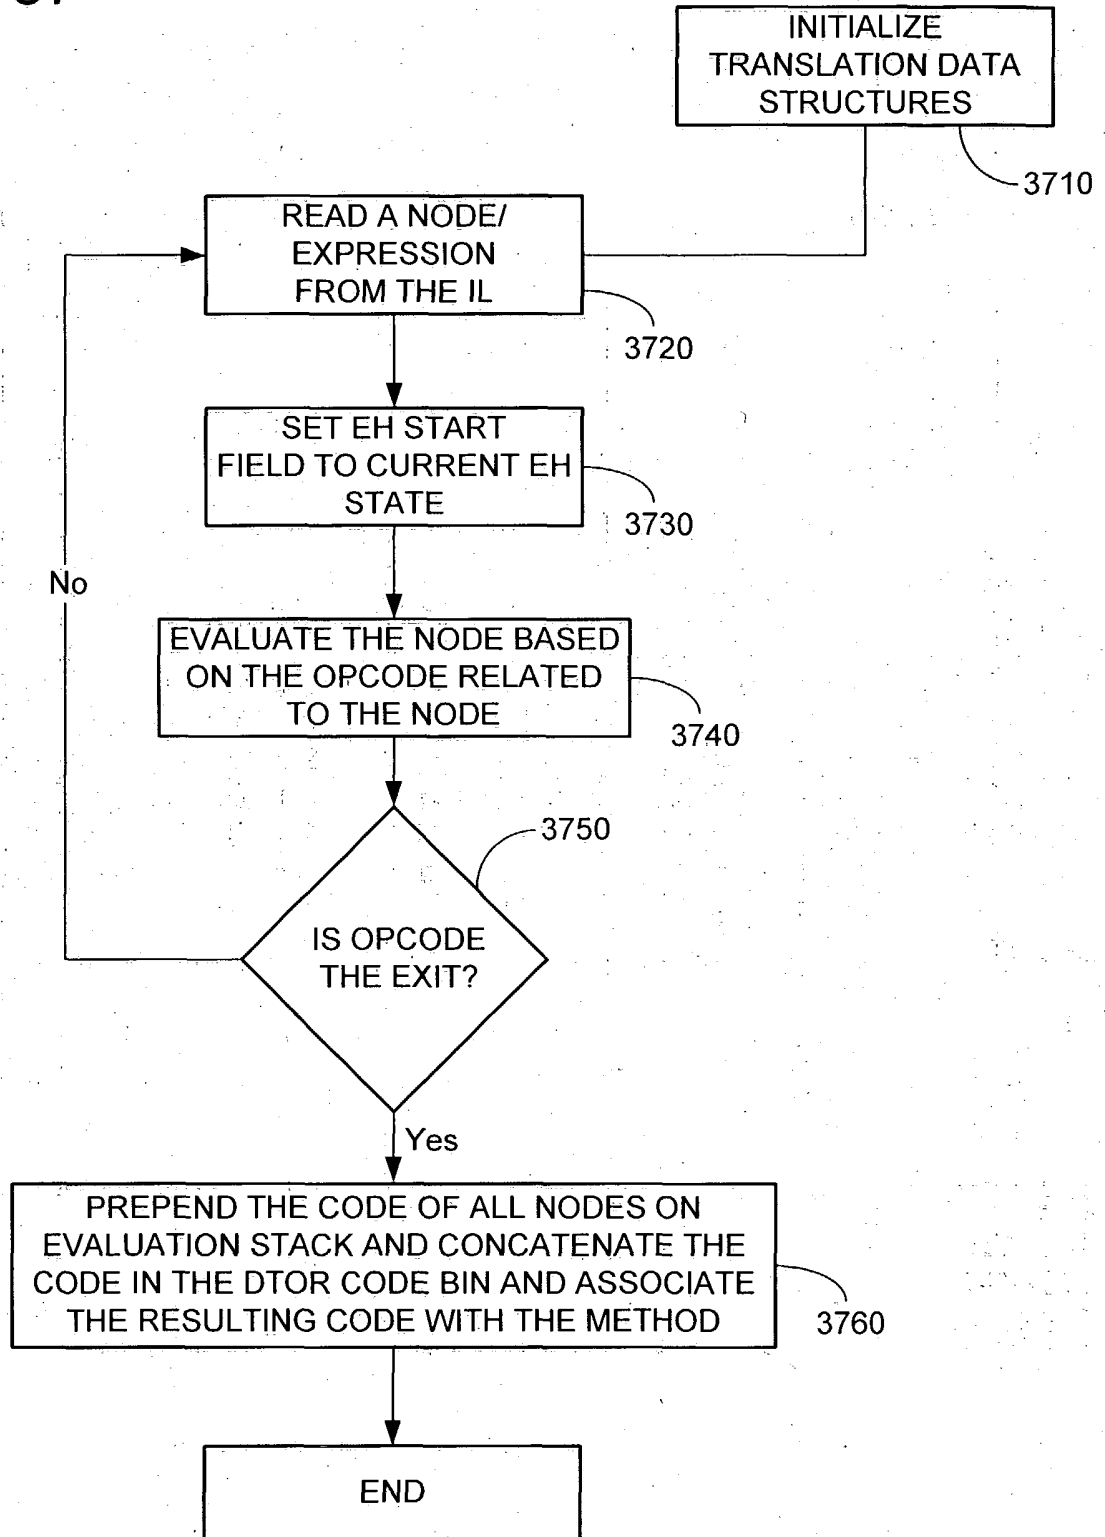 INITIALIZE
TRANSLATION DATA
STRUCTURES
3710
READ A NODE/
EXPRESSION
FROM THE IL
3720
SET EH START
FIELD TO CURRENT EH
STATE
3730
No
EVALUATE THE NODE BASED
ON THE OPCODE RELATED
TO THE NODE
3740
3750
IS OPCODE
THE EXIT?
Yes
PREPEND THE CODE OF ALL NODES ON
EVALUATION STACK AND CONCATENATE THE
CODE IN THE DTOR CODE BIN AND ASSOCIATE
THE RESULTING CODE WITH THE METHOD
3760
END